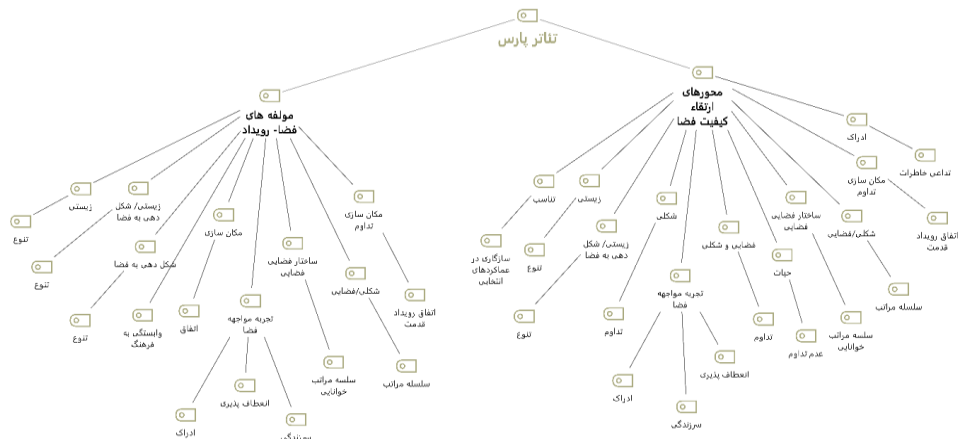 تئاتر پارس
محورهای
ارتقاء
کیفیت فضا
مولفه های
فضا- رویداد
ادراک
تداعی خاطرات
مکان سازی
تداوم
اتفاق رویداد
قدمت
ساختار فضایی
فضایی
شکلی/فضایی
سلسله مراتب
سلسه مراتب
خوانایی
حیات
عدم تداوم
فضایی و شکلی
تداوم
شکلی
تداوم
تجربه مواجهه
فضا
انعطاف پذیری
سرزندگی
ادراک
زیستی/ شکل
دهی به فضا
تنوع
زیستی
تنوع
تناسب
سازگاری در
عماکردهای
انتخابی
مکان سازی
تداوم
اتفاق رویداد
قدمت
شکلی/فضایی
سلسله مراتب
ساختار فضایی
فضایی
سلسه مراتب
خوانایی
تجربه مواجهه
فضا
سرزندگی
انعطاف پذیری
ادراک
مکان سازی
اتفاق
شکل دهی به فضا
وابستگی به
فرهنگ
تنوع
زیستی/ شکل
دهی به فضا
تنوع
زیستی
تنوع